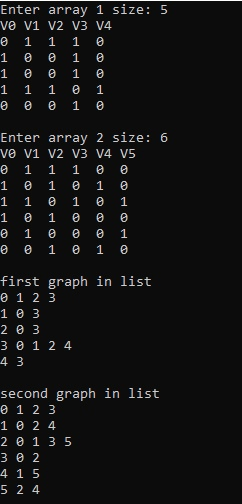 Enter array 1 size: 5
V0 V1 V2 V3 V4
0 1 1 1 0
1 0 0 1 0
1 0 0 1 0
1 1 1 0 1
0 0 0 1 0
Enter array 2 size: 6
V0 V1 V2 V3 V4 V5
0 1 1 1 0 0
1 0 1 0 1 0
1 1 0 1 0 1
1 0 1 0 0 0
0 1 0 0 0 1
0 0 1 0 1 0
first graph in list
0 1 2 3
1 0 3
2 0 3
3 0 1 2 4
4 3
second graph in list
0 1 2 3
1 0 2 4
2 0 1 3 5
3 0 2
4 1 5
5 2 4